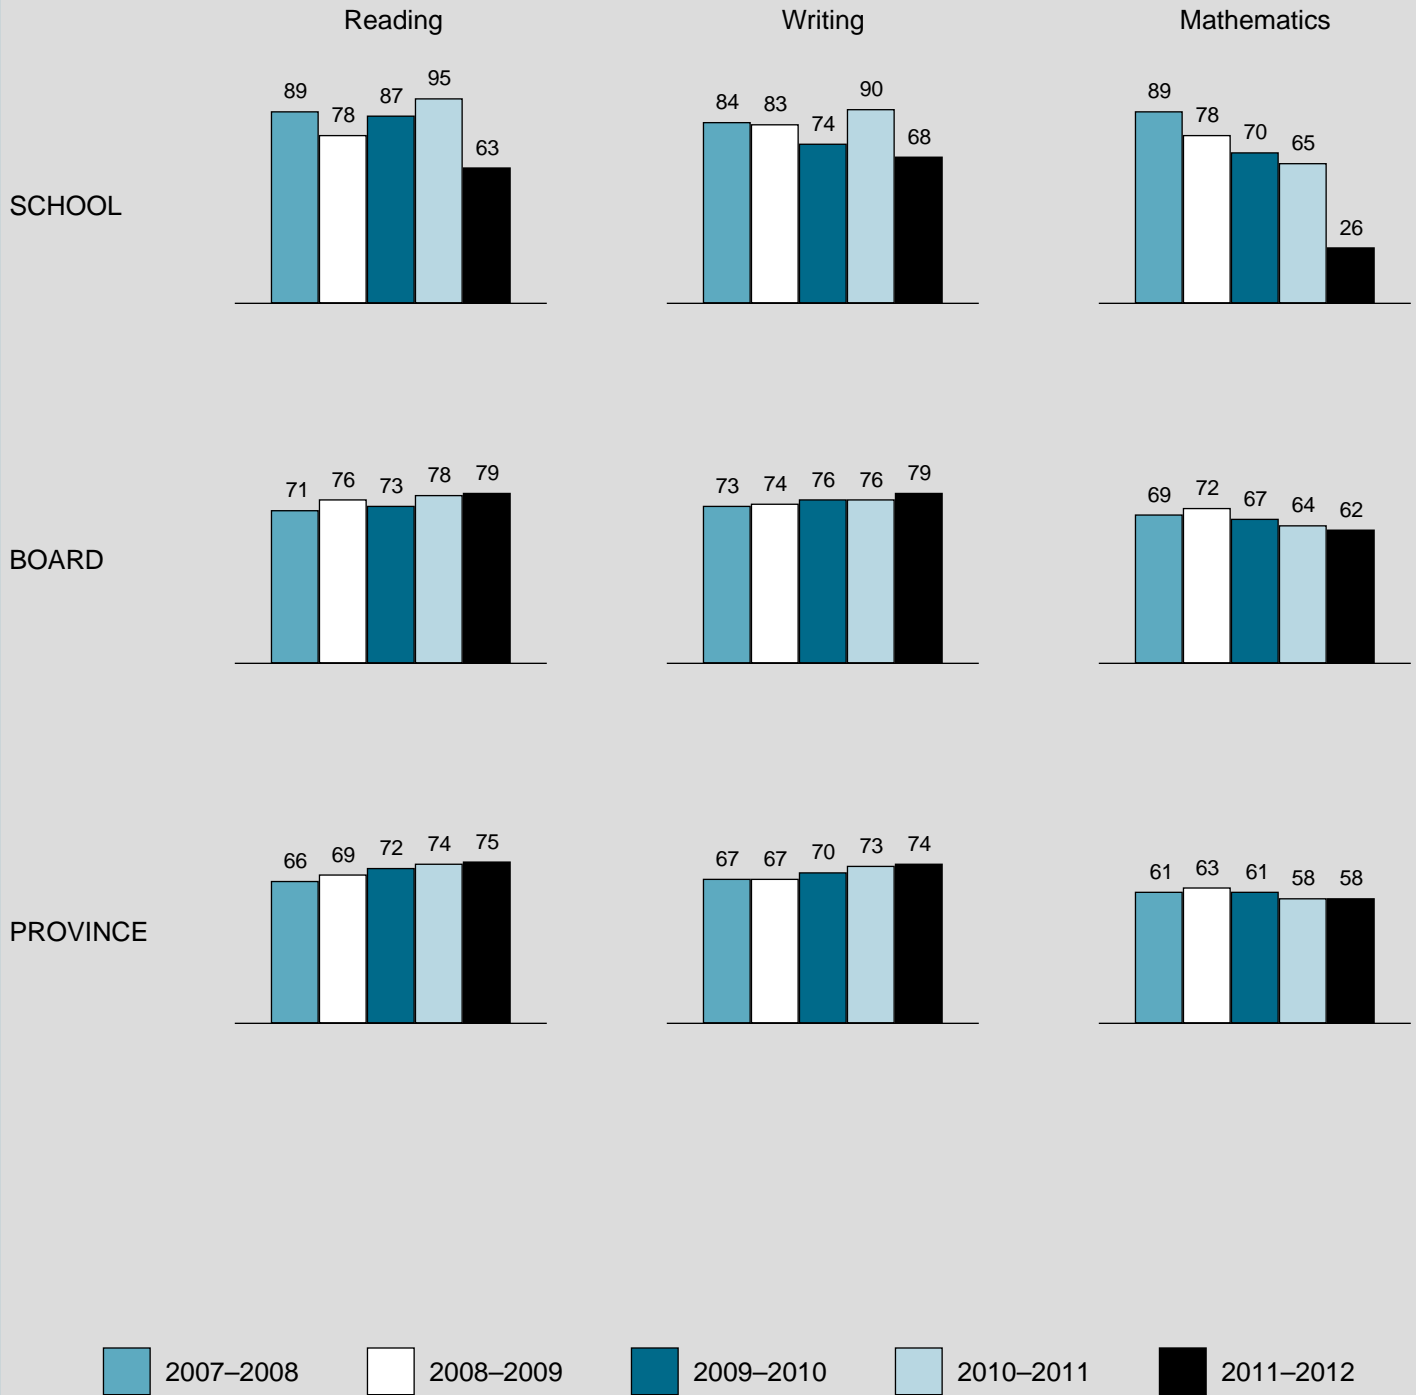 Reading Writing Mathematics
SCHOOL
89 78 87 95 63
84 83 74 90 68
89 78 70 65 26
BOARD
71 76 73 78 79
73 74 76 76 79
69 72 67 64 62
PROVINCE
66 69 72 74 75
67 67 70 73 74
61 63 61 58 58
2007–2008 2008–2009 2009–2010 2010–2011 2011–2012